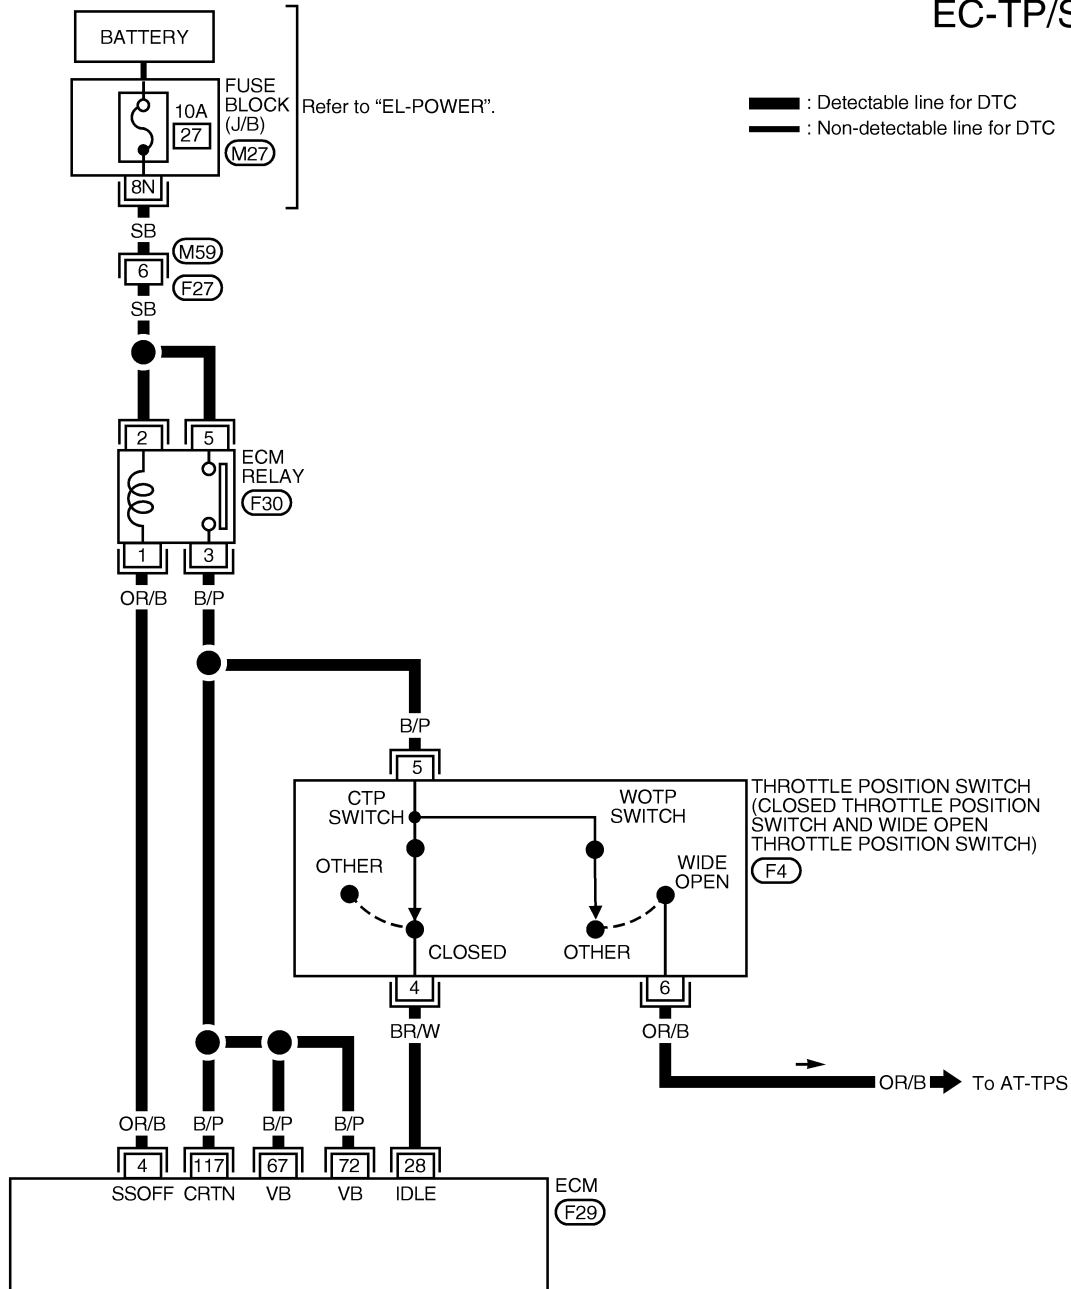 EC-TP/S
BATTERY
FUSE
BLOCK
(J/B)
M27
10A
27
Refer to “EL-POWER”.
: Detectable line for DTC
: Non-detectable line for DTC
8N
SB
M59
6
F27
SB
2
5
ECM
RELAY
F30
1
3
OR/B
B/P
B/P
5
CTP
SWITCH
WOTP
SWITCH
THROTTLE POSITION SWITCH
(CLOSED THROTTLE POSITION
SWITCH AND WIDE OPEN
THROTTLE POSITION SWITCH)
F4
OTHER
WIDE
OPEN
CLOSED
OTHER
4
6
BR/W
OR/B
OR/B
To AT-TPS
OR/B
B/P
B/P
B/P
4
117
67
72
28
SSOFF
CRTN
VB
VB
IDLE
ECM
F29